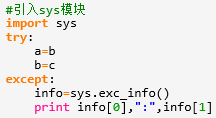 #引入sys模块
import sys
try:
    a=b
    b=c
except:
    info=sys.exc_info()
    print info[0],":",info[1]